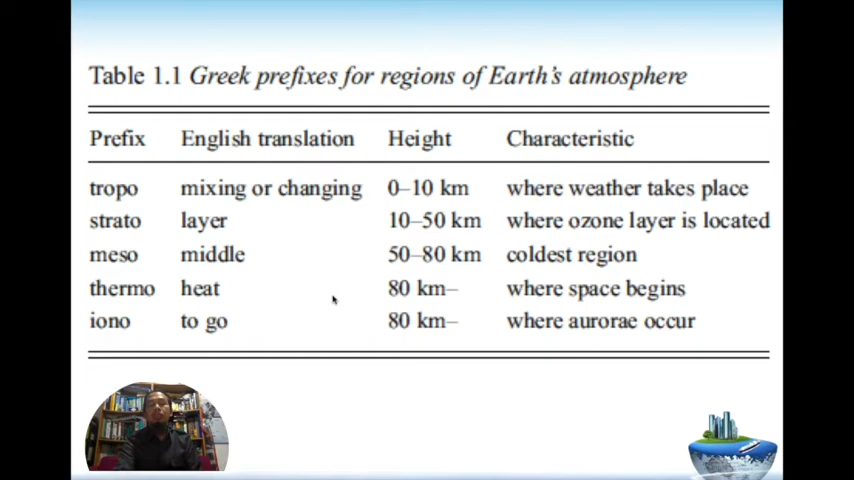 Table 1.1 Greek prefixes for regions of Earth's atmosphere
Prefix English translation Height Characteristic
tropo mixing or changing 0–10 km where weather takes place
strato layer 10–50 km where ozone layer is located
meso middle 50–80 km coldest region
thermo heat 80 km– where space begins
iono to go 80 km– where aurorae occur